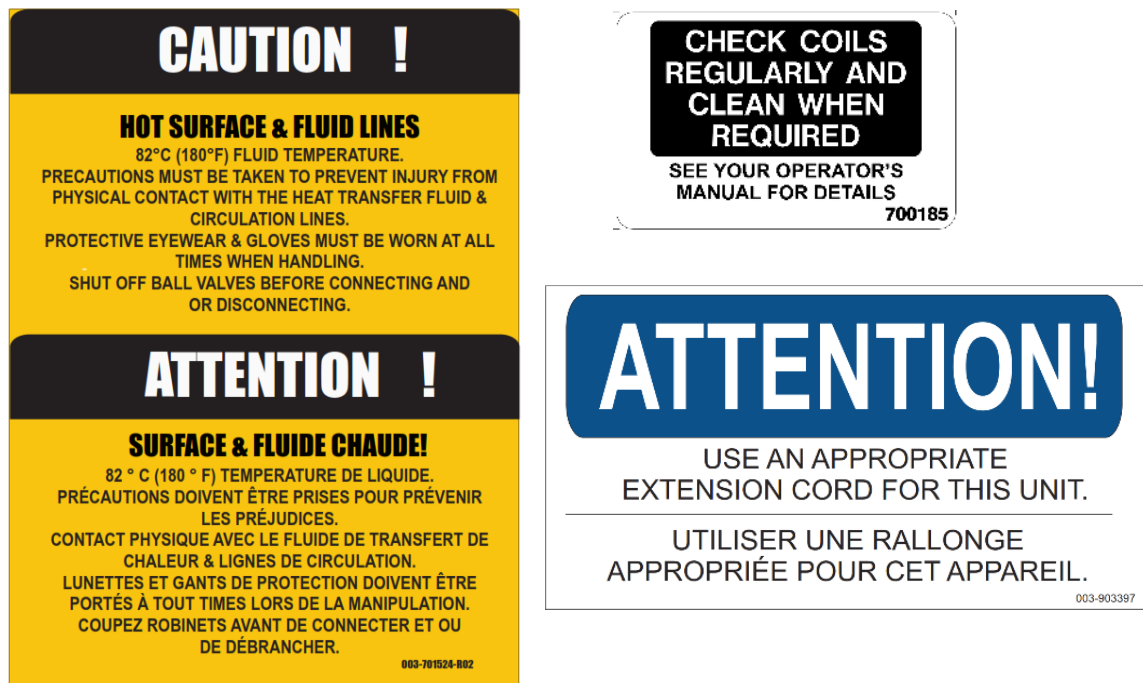 CAUTION !
HOT SURFACE & FLUID LINES
82°C (180°F) FLUID TEMPERATURE.
PRECAUTIONS MUST BE TAKEN TO PREVENT INJURY FROM
PHYSICAL CONTACT WITH THE HEAT TRANSFER FLUID &
CIRCULATION LINES.
PROTECTIVE EYEWEAR & GLOVES MUST BE WORN AT ALL
TIMES WHEN HANDLING.
SHUT OFF BALL VALVES BEFORE CONNECTING AND
OR DISCONNECTING.
ATTENTION !
SURFACE & FLUIDE CHAUDE!
82 ° C (180 ° F) TEMPERATURE DE LIQUIDE.
PRÉCAUTIONS DOIVENT ÊTRE PRISES POUR PRÉVENIR
LES PRÉJUDICES.
CONTACT PHYSIQUE AVEC LE FLUIDE DE TRANSFERT DE
CHALEUR & LIGNES DE CIRCULATION.
LUNETTES ET GANTS DE PROTECTION DOIVENT ÊTRE
PORTÉS À TOUT TIMES LORS DE LA MANIPULATION.
COUPEZ ROBINETS AVANT DE CONNECTER ET OU
DE DÉBRANCHER.
003-701524-R02
CHECK COILS
REGULARLY AND
CLEAN WHEN
REQUIRED
SEE YOUR OPERATOR'S
MANUAL FOR DETAILS
700185
ATTENTION!
USE AN APPROPRIATE
EXTENSION CORD FOR THIS UNIT.
UTILISER UNE RALLONGE
APPROPRIÉE POUR CET APPAREIL.
003-903397